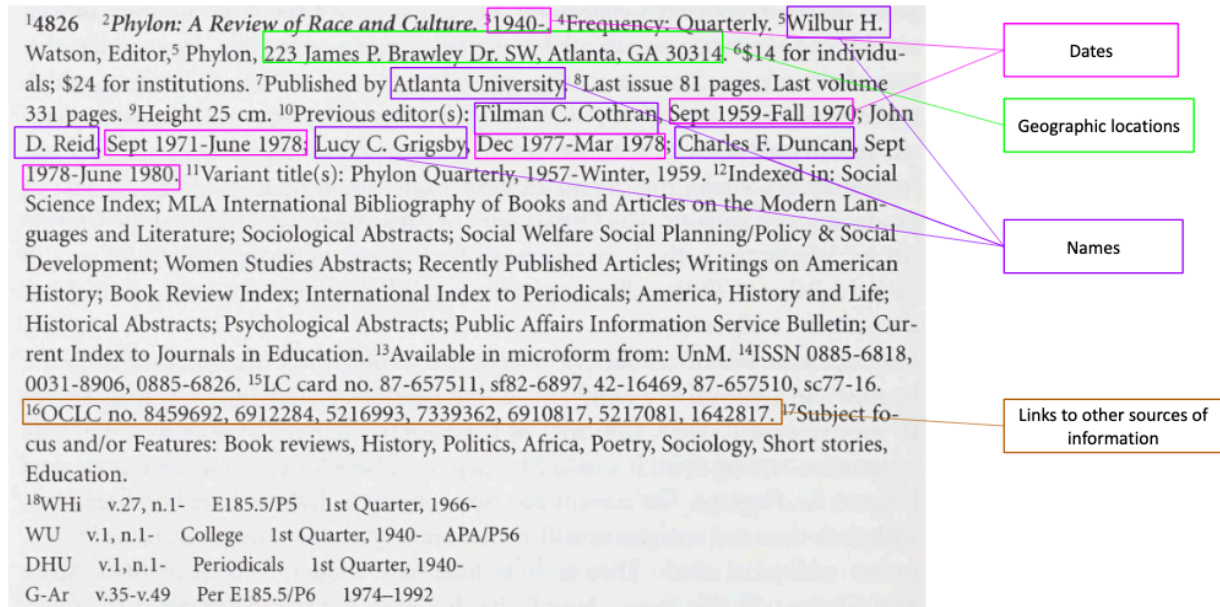 ¹4826 ²Phylon: A Review of Race and Culture. ³1940-. ⁴Frequency: Quarterly. ⁵Wilbur H.
Watson, Editor,⁵ Phylon, 223 James P. Brawley Dr. SW, Atlanta, GA 30314. ⁶$14 for individu-
als; $24 for institutions. ⁷Published by Atlanta University. ⁸Last issue 81 pages. Last volume
331 pages. ⁹Height 25 cm. ¹⁰Previous editor(s): Tilman C. Cothran, Sept 1959-Fall 1970; John
D. Reid, Sept 1971-June 1978; Lucy C. Grigsby, Dec 1977-Mar 1978; Charles F. Duncan, Sept
1978-June 1980. ¹¹Variant title(s): Phylon Quarterly, 1957-Winter, 1959. ¹²Indexed in: Social
Science Index; MLA International Bibliography of Books and Articles on the Modern Lan-
guages and Literature; Sociological Abstracts; Social Welfare Social Planning/Policy & Social
Development; Women Studies Abstracts; Recently Published Articles; Writings on American
History; Book Review Index; International Index to Periodicals; America, History and Life;
Historical Abstracts; Psychological Abstracts; Public Affairs Information Service Bulletin; Cur-
rent Index to Journals in Education. ¹³Available in microform from: UnM. ¹⁴ISSN 0885-6818,
0031-8906, 0885-6826. ¹⁵LC card no. 87-657511, sf82-6897, 42-16469, 87-657510, sc77-16.
¹⁶OCLC no. 8459692, 6912284, 5216993, 7339362, 6910817, 5217081, 1642817. ¹⁷Subject fo-
cus and/or Features: Book reviews, History, Politics, Africa, Poetry, Sociology, Short stories,
Education.
¹⁸WHi v.27, n.1- E185.5/P5 1st Quarter, 1966-
WU v.1, n.1- College 1st Quarter, 1940- APA/P56
DHU v.1, n.1- Periodicals 1st Quarter, 1940-
G-Ar v.35-v.49 Per E185.5/P6 1974–1992
Dates
Geographic locations
Names
Links to other sources of
information